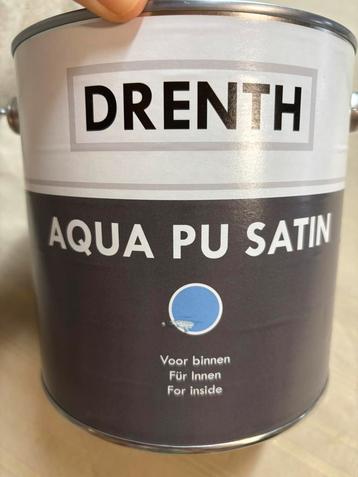 DRENTH
AQUA PU SATIN
Voor binnen
Für Innen
For inside